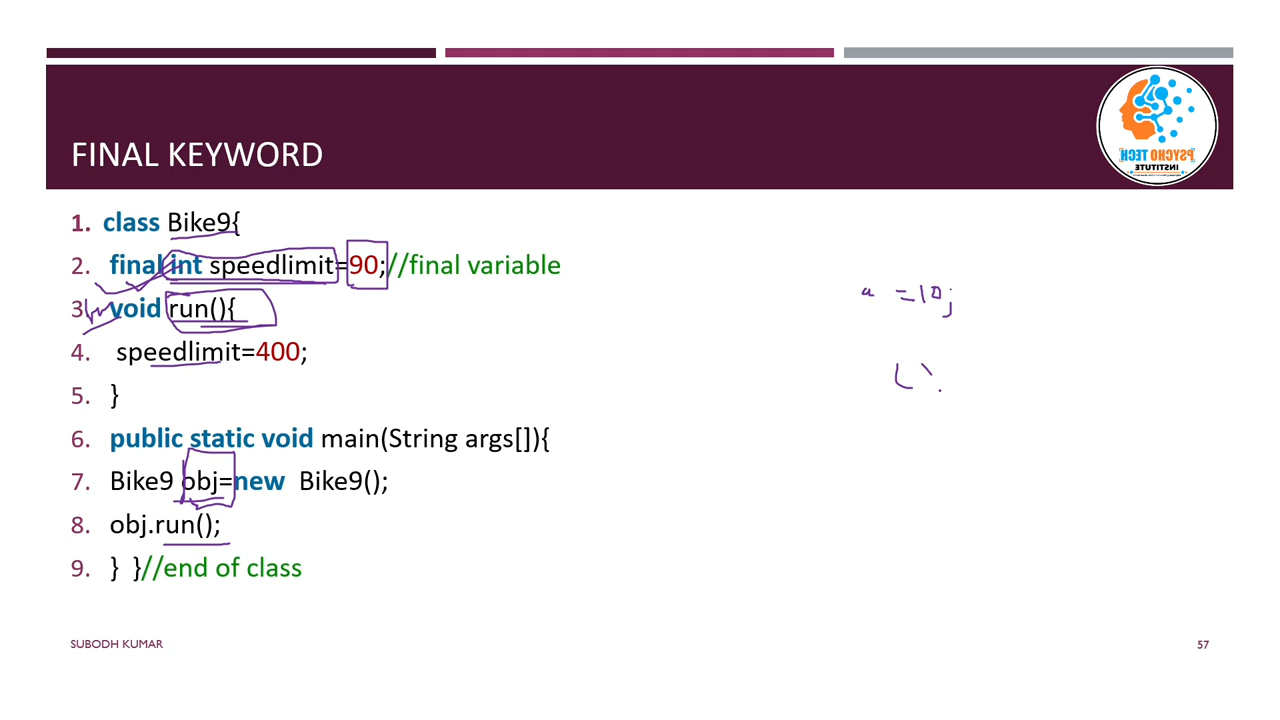 PSYCHO TECH
INSTITUTE
FINAL KEYWORD
1. class Bike9{
2. final int speedlimit=90;//final variable
3. void run(){
4. speedlimit=400;
5. }
6. public static void main(String args[]){
7. Bike9 obj=new Bike9();
8. obj.run();
9. } }//end of class
=10;
SUBODH KUMAR
57